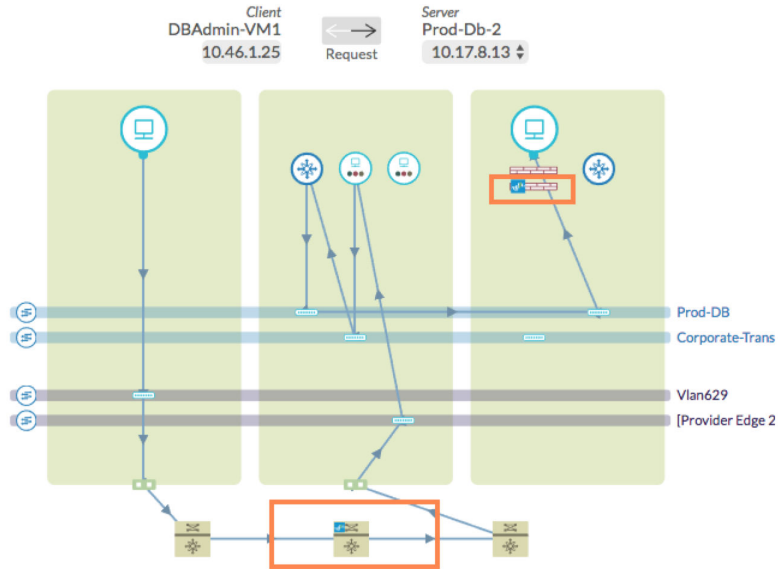 Client
DBAdmin-VM1
10.46.1.25
Request
Server
Prod-Db-2
10.17.8.13
Prod-DB
Corporate-Trans
Vlan629
[Provider Edge 2